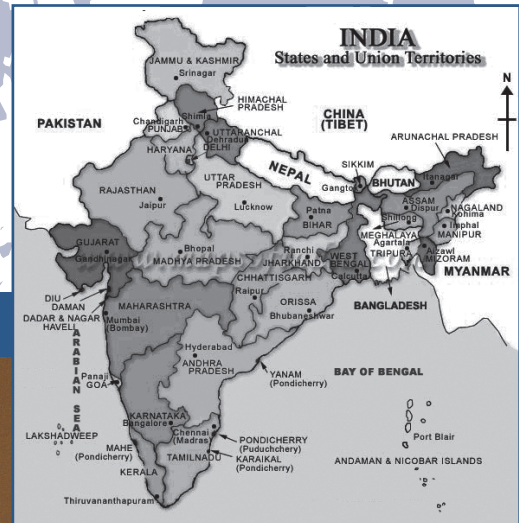 INDIA
States and Union Territories
N
JAMMU & KASHMIR
Srinagar
HIMACHAL
PRADESH
Shimla
Chandigarh
PUNJAB
UTTARANCHAL
Dehradun
HARYANA
DELHI
PAKISTAN
CHINA
(TIBET)
ARUNACHAL PRADESH
NEPAL
SIKKIM
Gangtok
BHUTAN
Itanagar
RAJASTHAN
Jaipur
UTTAR
PRADESH
Lucknow
Patna
BIHAR
ASSAM
Dispur
NAGALAND
Kohima
Shillong
Imphal
MEGHALAYA
MANIPUR
Agartala
TRIPURA
Aizawl
MIZORAM
MYANMAR
GUJARAT
Gandhinagar
Bhopal
MADHYA PRADESH
Ranchi
JHARKHAND
WEST
BENGAL
Calcutta
CHHATTISGARH
Raipur
BANGLADESH
DIU
DAMAN
DADAR & NAGAR
HAVELI
MAHARASHTRA
Mumbai
(Bombay)
ORISSA
Bhubaneshwar
Hyderabad
ANDHRA
PRADESH
YANAM
(Pondicherry)
BAY OF BENGAL
ARABIAN SEA
Panaji
GOA
KARNATAKA
Bangalore
Chennai
(Madras)
PONDICHERRY
(Puduchery)
LAKSHADWEEP
MAHE
(Pondicherry)
TAMILNADU
KARAIKAL
(Pondicherry)
KERALA
Thiruvananthapuram
Port Blair
ANDAMAN & NICOBAR ISLANDS